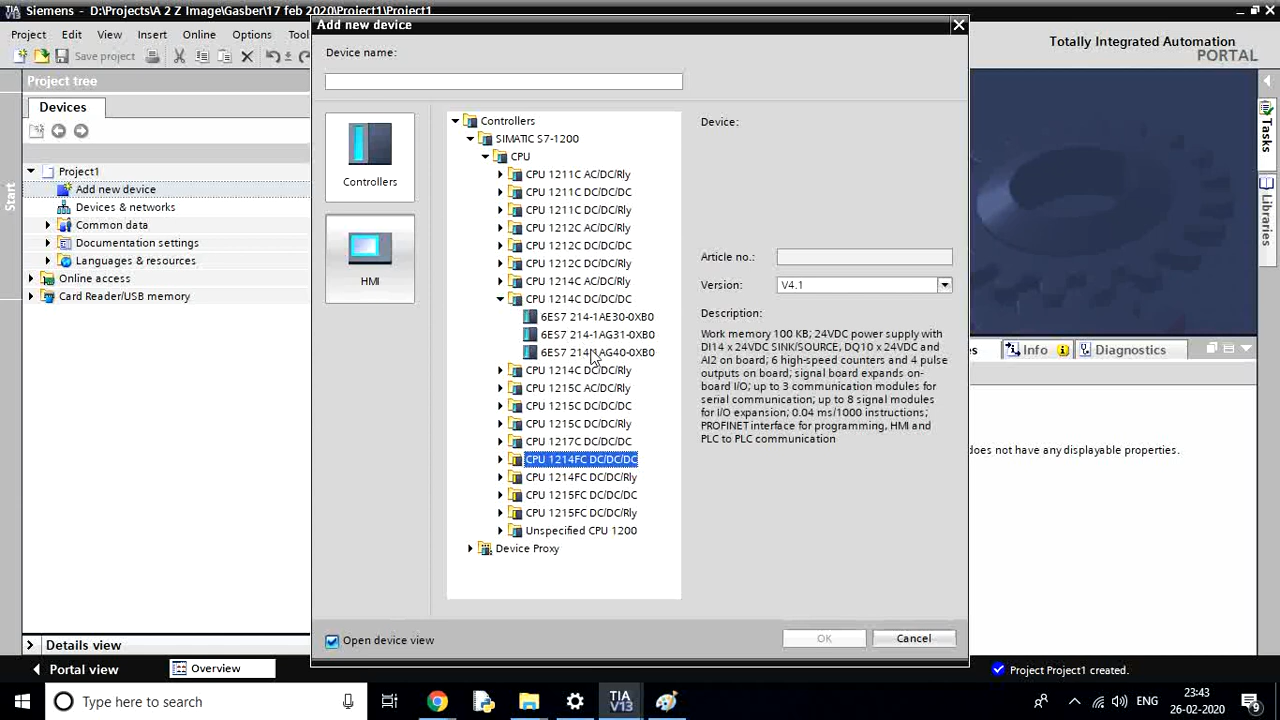 Siemens - D:\Projects\A 2 Z Image\Gasber\17 feb 2020\Project1\Project1
Project Edit View Insert Online Options
Save project
Totally Integrated Automation
PORTAL
Project tree
Devices
Project1
Add new device
Devices & networks
Common data
Documentation settings
Languages & resources
Online access
Card Reader/USB memory
Start
Details view
Portal view
Overview
Add new device
Device name:
Controllers
HMI
Controllers
SIMATIC S7-1200
CPU
CPU 1211C AC/DC/Rly
CPU 1211C DC/DC/DC
CPU 1211C DC/DC/Rly
CPU 1212C AC/DC/Rly
CPU 1212C DC/DC/DC
CPU 1212C DC/DC/Rly
CPU 1214C AC/DC/Rly
CPU 1214C DC/DC/DC
6ES7 214-1AE30-0XB0
6ES7 214-1AG31-0XB0
6ES7 214-1AG40-0XB0
CPU 1214C DC/DC/Rly
CPU 1215C AC/DC/Rly
CPU 1215C DC/DC/DC
CPU 1215C DC/DC/Rly
CPU 1217C DC/DC/DC
CPU 1214FC DC/DC/DC
CPU 1214FC DC/DC/Rly
CPU 1215FC DC/DC/DC
CPU 1215FC DC/DC/Rly
Unspecified CPU 1200
Device Proxy
Device:
Article no.:
Version: V4.1
Description:
Work memory 100 KB; 24VDC power supply with
DI14 x 24VDC SINK/SOURCE, DQ10 x 24VDC and
AI2 on board; 6 high-speed counters and 4 pulse
outputs on board; signal board expands on-
board I/O; up to 3 communication modules for
serial communication; up to 8 signal modules
for I/O expansion; 0.04 ms/1000 instructions;
PROFINET interface for programming, HMI and
PLC to PLC communication
Open device view
OK
Cancel
Info
Diagnostics
does not have any displayable properties.
Tasks
Libraries
Project Project1 created.
Type here to search
TIA
V13
ENG
23:43
26-02-2020
9